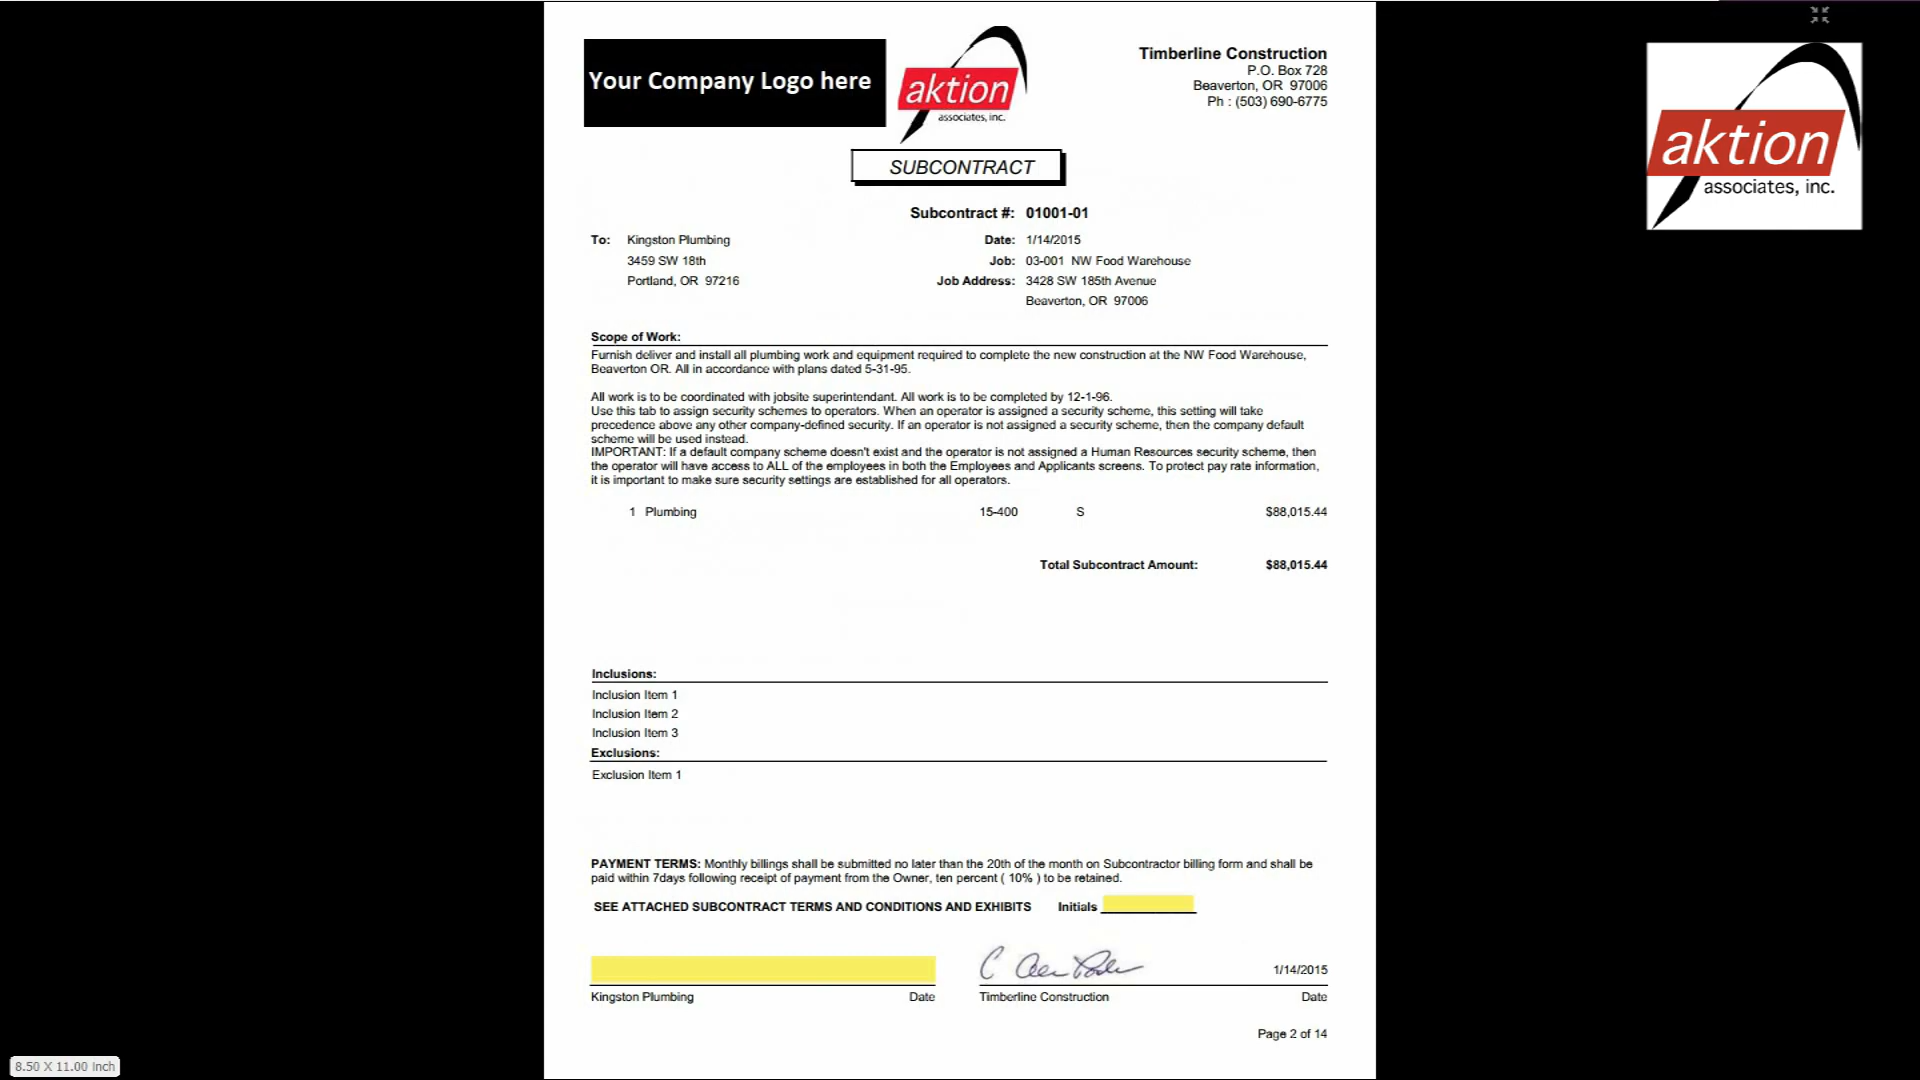 Your Company Logo here
aktion
associates, inc.
Timberline Construction
P.O. Box 728
Beaverton, OR 97006
Ph : (503) 690-6775
aktion
associates, inc.
SUBCONTRACT
Subcontract #: 01001-01
To: Kingston Plumbing
3459 SW 18th
Portland, OR 97216
Date: 1/14/2015
Job: 03-001 NW Food Warehouse
Job Address: 3428 SW 185th Avenue
Beaverton, OR 97006
Scope of Work:
Furnish deliver and install all plumbing work and equipment required to complete the new construction at the NW Food Warehouse,
Beaverton OR. All in accordance with plans dated 5-31-95.
All work is to be coordinated with jobsite superintendant. All work is to be completed by 12-1-96.
Use this tab to assign security schemes to operators. When an operator is assigned a security scheme, this setting will take
precedence above any other company-defined security. If an operator is not assigned a security scheme, then the company default
scheme will be used instead.
IMPORTANT: If a default company scheme doesn't exist and the operator is not assigned a Human Resources security scheme, then
the operator will have access to ALL of the employees in both the Employees and Applicants screens. To protect pay rate information,
it is important to make sure security settings are established for all operators.
1 Plumbing 15-400 S $88,015.44
Total Subcontract Amount: $88,015.44
Inclusions:
Inclusion Item 1
Inclusion Item 2
Inclusion Item 3
Exclusions:
Exclusion Item 1
PAYMENT TERMS: Monthly billings shall be submitted no later than the 20th of the month on Subcontractor billing form and shall be
paid within 7days following receipt of payment from the Owner, ten percent ( 10% ) to be retained.
SEE ATTACHED SUBCONTRACT TERMS AND CONDITIONS AND EXHIBITS Initials
1/14/2015
Kingston Plumbing Date
Timberline Construction Date
Page 2 of 14
8.50 X 11.00 Inch